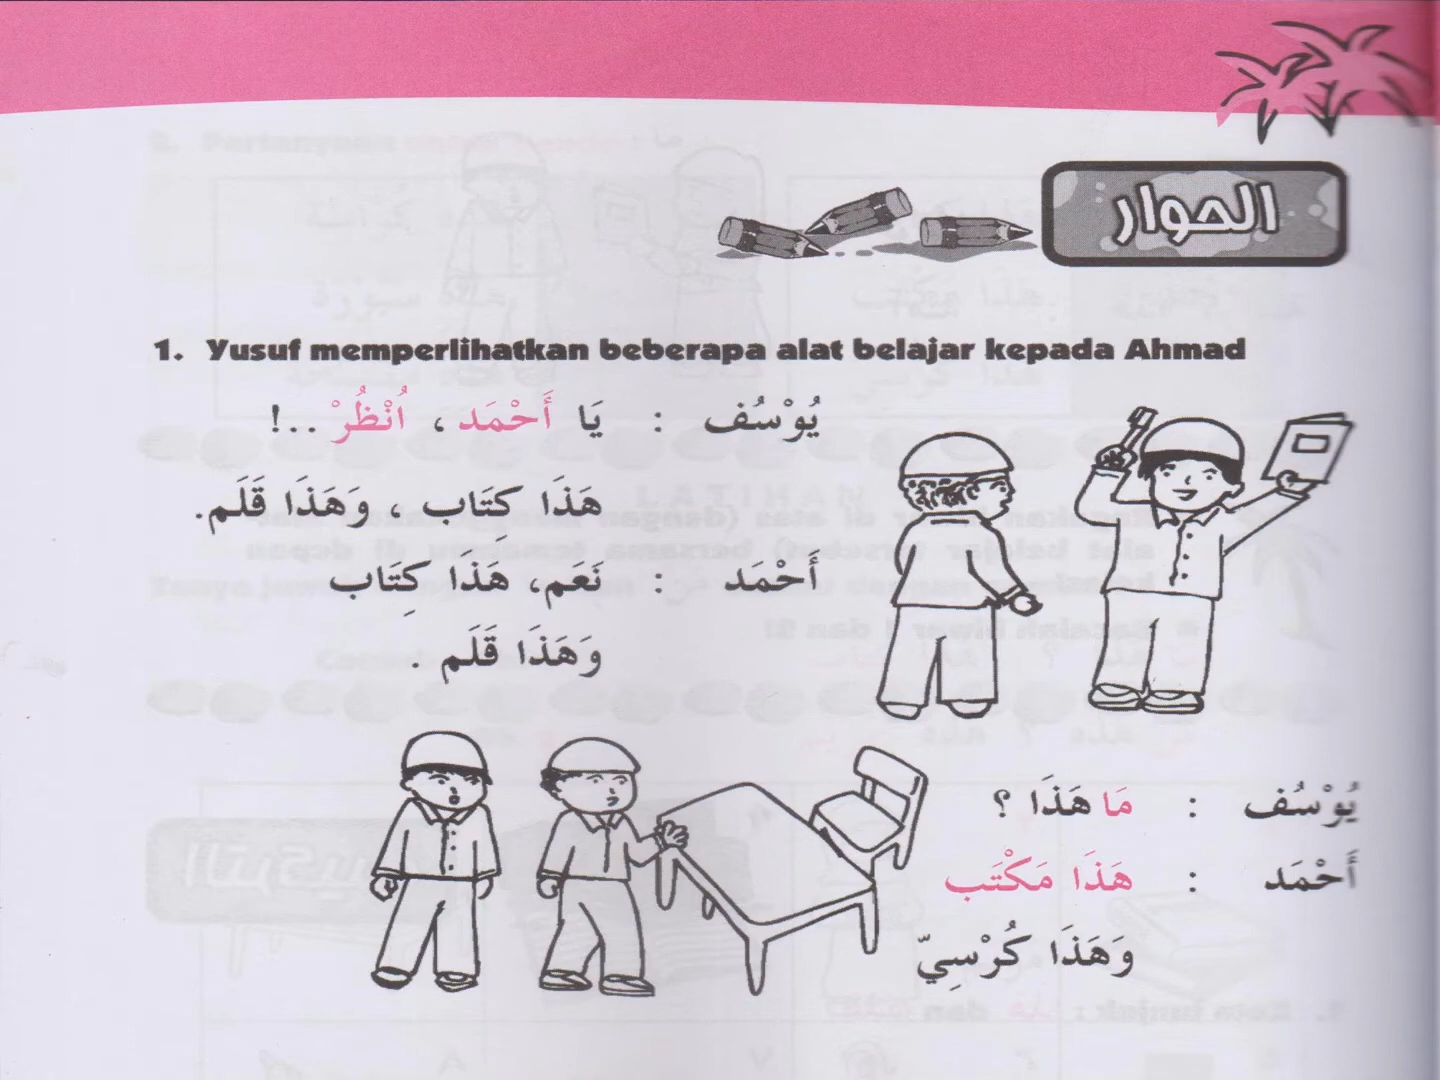 الحوار
1. Yusuf memperlihatkan beberapa alat belajar kepada Ahmad
يُوْسُف : يَا أَحْمَد ، اُنْظُرْ ..!
هَذَا كِتَاب ، وَهَذَا قَلَم.
أَحْمَد : نَعَم، هَذَا كِتَاب
وَهَذَا قَلَم .
يُوْسُف : مَا هَذَا ؟
أَحْمَد : هَذَا مَكْتَب
وَهَذَا كُرْسِيّ